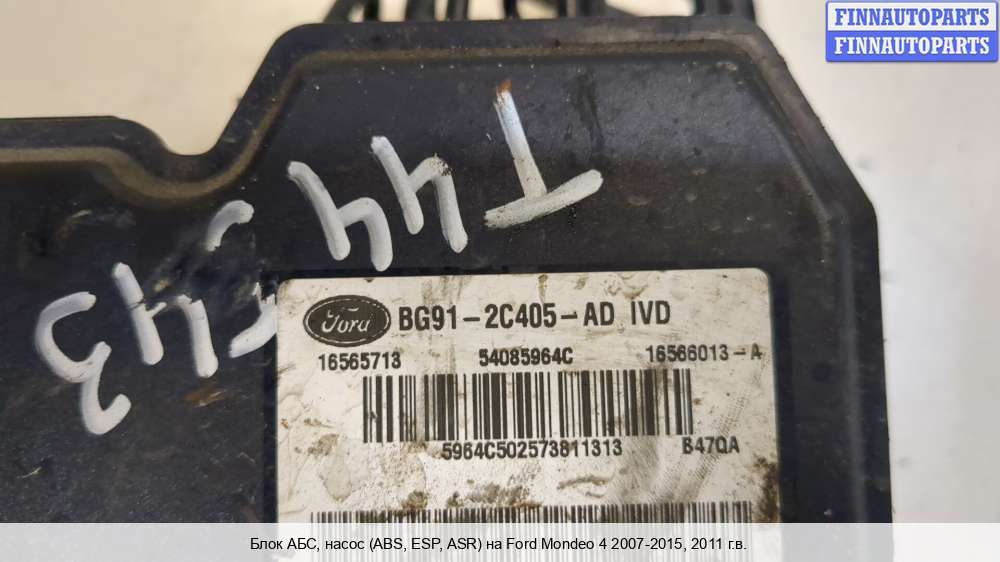 FINNAUTOPARTS
FINNAUTOPARTS
Ford BG91-2C405-AD IVD
16565713 54085964C 16566013-A
5964C502573811313 B47QA
Блок АБС, насос (ABS, ESP, ASR) на Ford Mondeo 4 2007-2015, 2011 г.в.